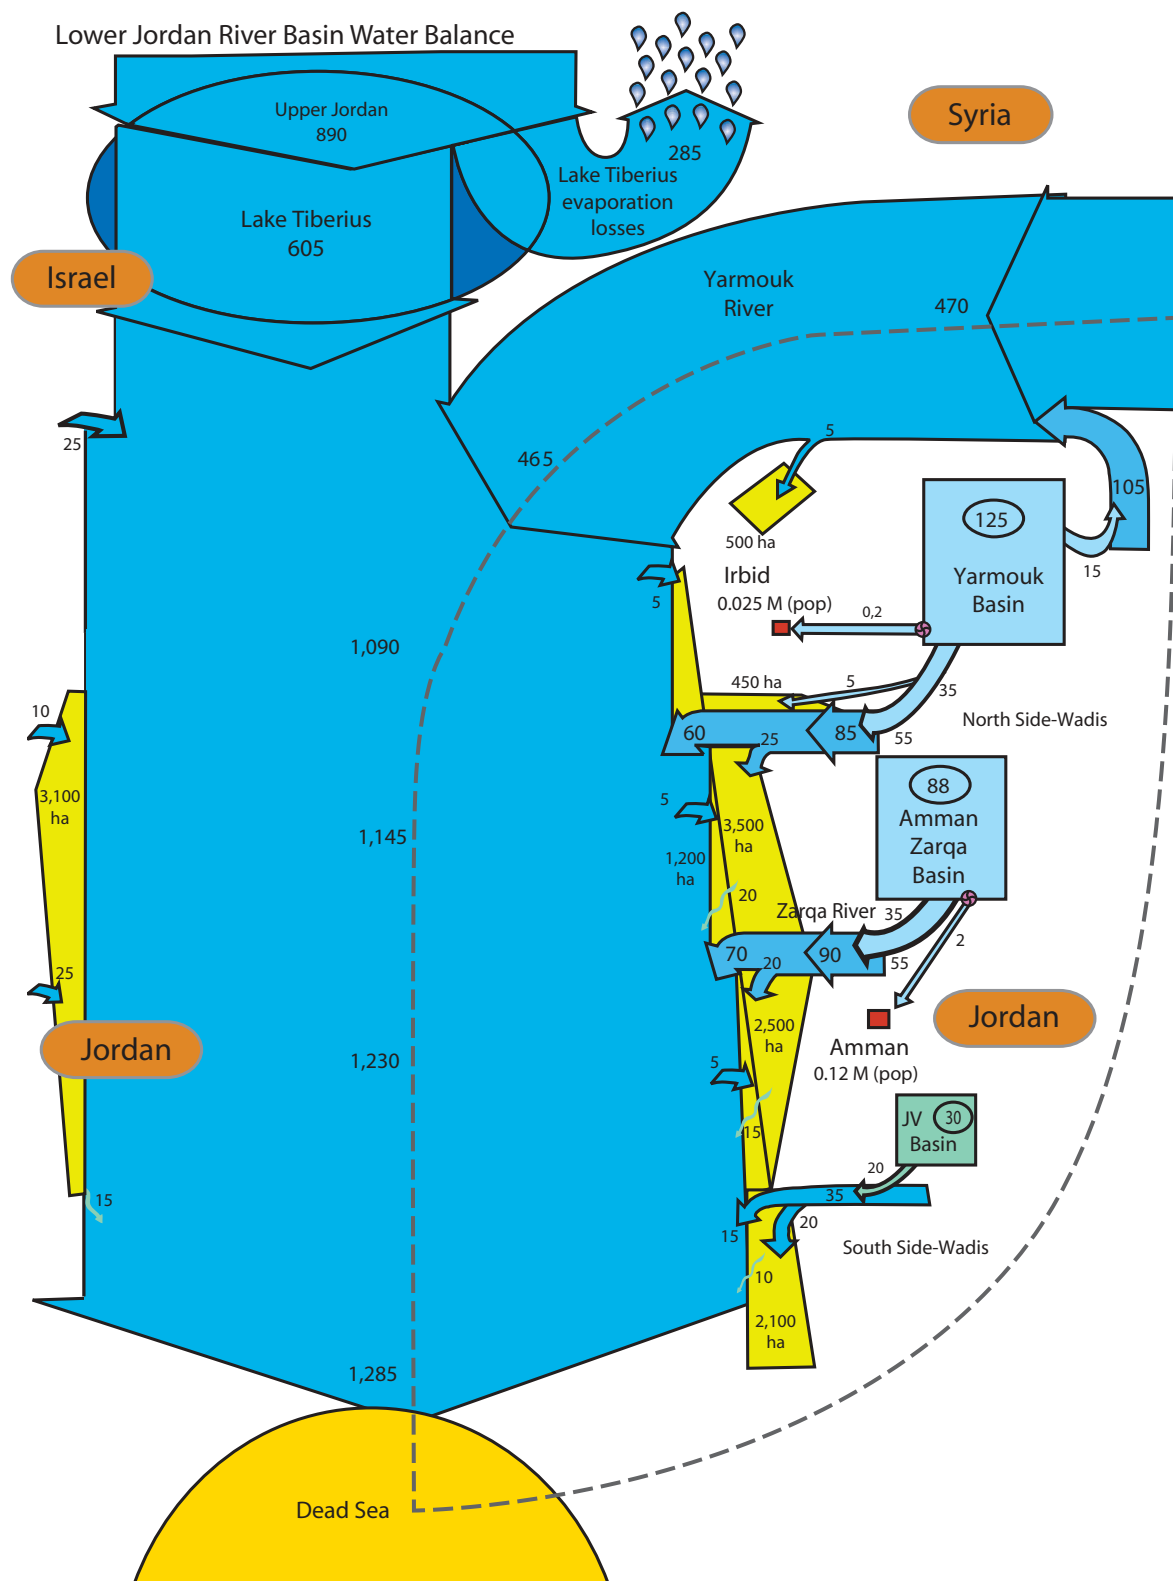 Lower Jordan River Basin Water Balance
Upper Jordan
890
285
Lake Tiberius
evaporation
losses
Syria
Lake Tiberius
605
Israel
Yarmouk
River
470
25
465
5
500 ha
105
125
Yarmouk
Basin
15
Irbid
0.025 M (pop)
0,2
5
1,090
450 ha
5
35
North Side-Wadis
10
60
25
85
55
3,100
ha
5
1,145
3,500
ha
1,200
ha
88
Amman
Zarqa
Basin
20
Zarqa River
35
2
70
20
90
55
25
Jordan
Jordan
2,500
ha
Amman
0.12 M (pop)
1,230
5
15
JV
30
Basin
20
15
35
15
20
South Side-Wadis
10
2,100
ha
1,285
Dead Sea